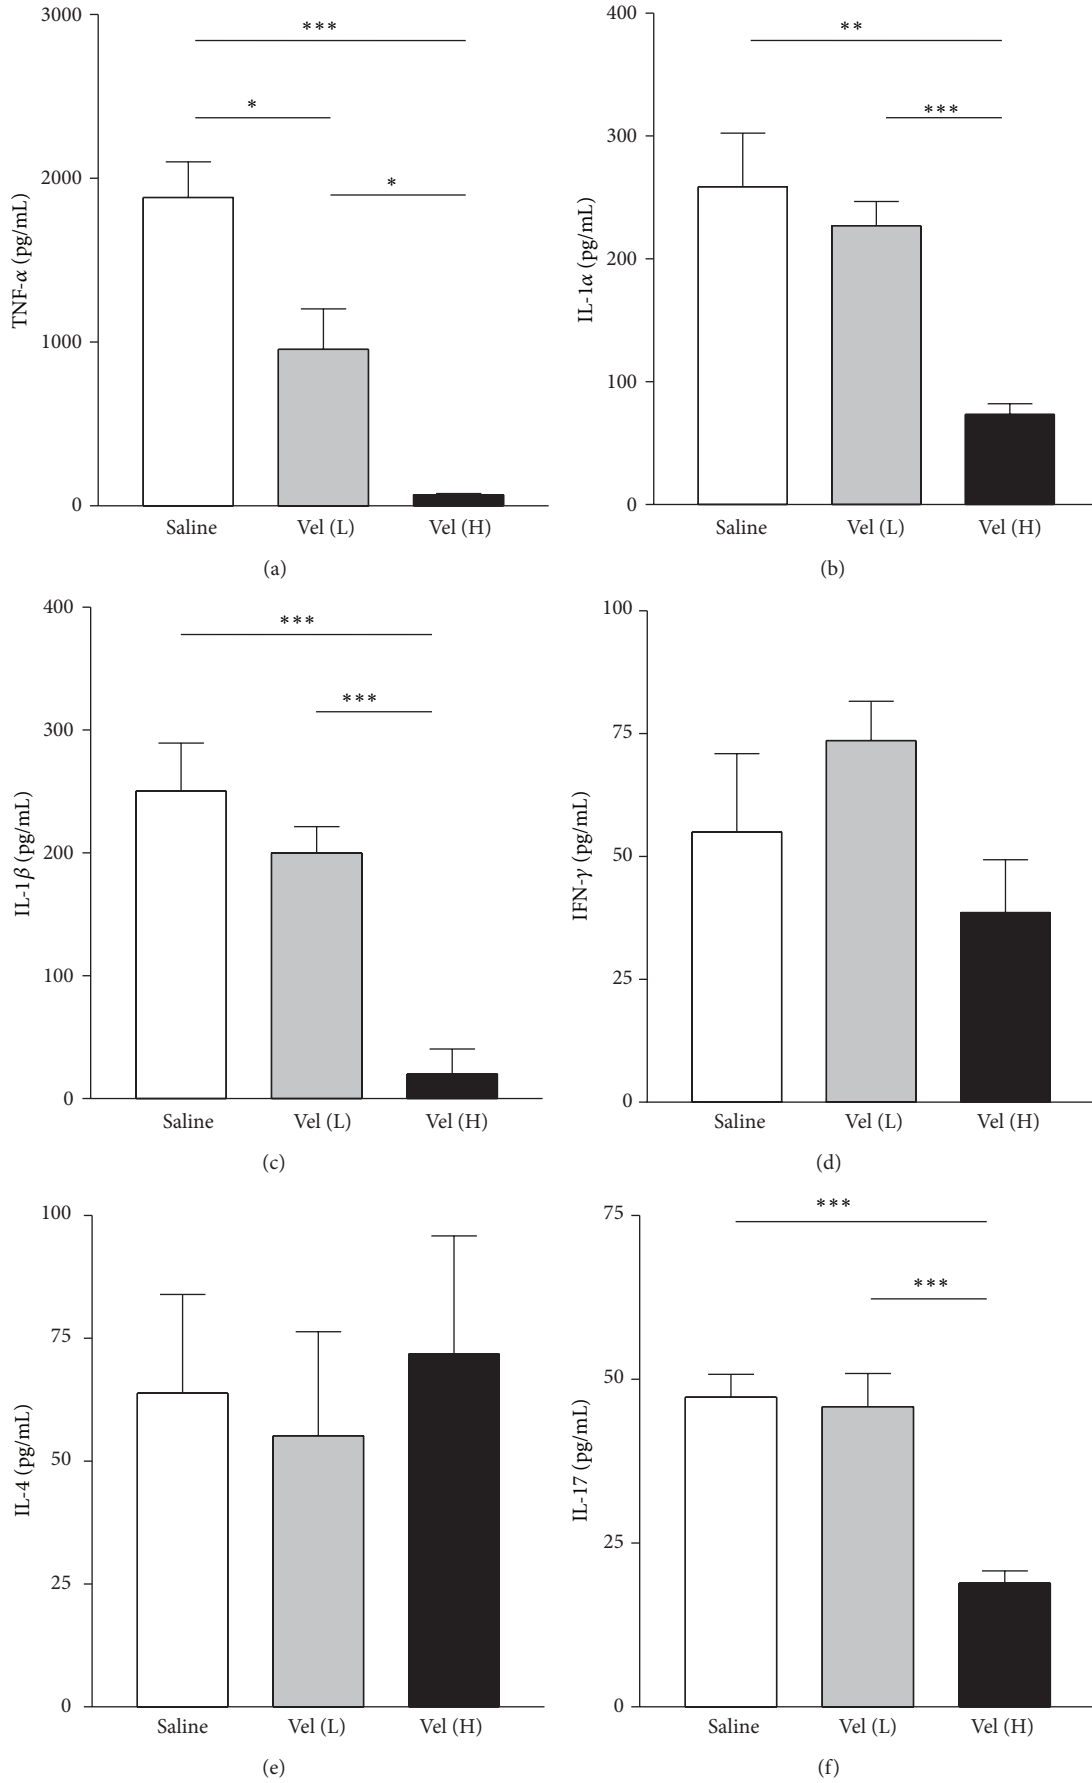 3000
2000
1000
0
TNF-α (pg/mL)
***
*
*
Saline Vel (L) Vel (H)
(a)
400
300
200
100
0
IL-1α (pg/mL)
**
***
Saline Vel (L) Vel (H)
(b)
400
300
200
100
0
IL-1β (pg/mL)
***
***
Saline Vel (L) Vel (H)
(c)
100
75
50
25
0
IFN-γ (pg/mL)
Saline Vel (L) Vel (H)
(d)
100
75
50
25
0
IL-4 (pg/mL)
Saline Vel (L) Vel (H)
(e)
75
50
25
0
IL-17 (pg/mL)
***
***
Saline Vel (L) Vel (H)
(f)